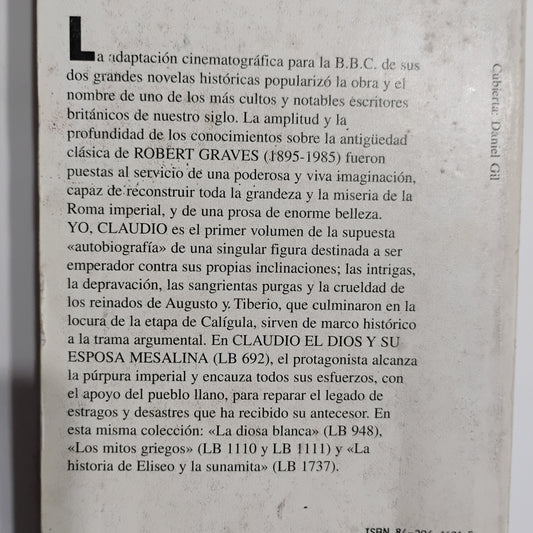 La adaptación cinematográfica para la B.B.C. de sus
dos grandes novelas históricas popularizó la obra y el
nombre de uno de los más cultos y notables escritores
británicos de nuestro siglo. La amplitud y la
profundidad de los conocimientos sobre la antigüedad
clásica de ROBERT GRAVES (1895-1985) fueron
puestas al servicio de una poderosa y viva imaginación,
capaz de reconstruir toda la grandeza y la miseria de la
Roma imperial, y de una prosa de enorme belleza.
YO, CLAUDIO es el primer volumen de la supuesta
«autobiografía» de una singular figura destinada a ser
emperador contra sus propias inclinaciones; las intrigas,
la depravación, las sangrientas purgas y la crueldad de
los reinados de Augusto y Tiberio, que culminaron en la
locura de la etapa de Calígula, sirven de marco histórico
a la trama argumental. En CLAUDIO EL DIOS Y SU
ESPOSA MESALINA (LB 692), el protagonista alcanza
la púrpura imperial y encauza todos sus esfuerzos, con
el apoyo del pueblo llano, para reparar el legado de
estragos y desastres que ha recibido su antecesor. En
esta misma colección: «La diosa blanca» (LB 948),
«Los mitos griegos» (LB 1110 y LB 1111) y «La
historia de Eliseo y la sunamita» (LB 1737).
Cubierta: Daniel Gil
ISBN